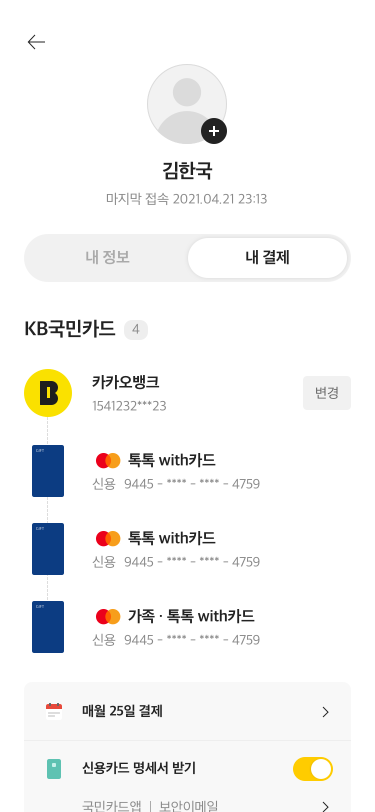 김한국
마지막 접속 2021.04.21 23:13
내 정보 내 결제
KB국민카드 4
카카오뱅크
1541232***23
변경
톡톡 with카드
신용 9445 - **** - **** - 4759
톡톡 with카드
신용 9445 - **** - **** - 4759
가족 · 톡톡 with카드
신용 9445 - **** - **** - 4759
매월 25일 결제
신용카드 명세서 받기
국민카드앱 | 보안이메일